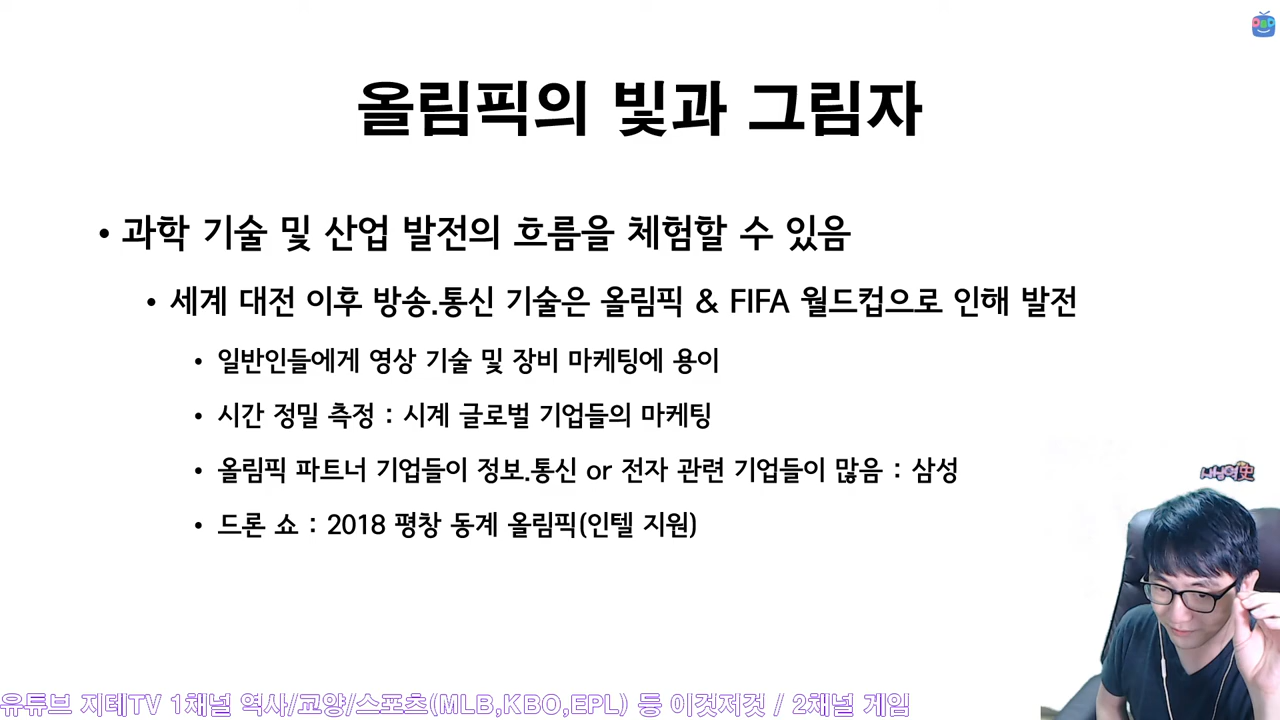 올림픽의 빛과 그림자
• 과학 기술 및 산업 발전의 흐름을 체험할 수 있음
• 세계 대전 이후 방송.통신 기술은 올림픽 & FIFA 월드컵으로 인해 발전
• 일반인들에게 영상 기술 및 장비 마케팅에 용이
• 시간 정밀 측정 : 시계 글로벌 기업들의 마케팅
• 올림픽 파트너 기업들이 정보.통신 or 전자 관련 기업들이 많음 : 삼성
• 드론 쇼 : 2018 평창 동계 올림픽(인텔 지원)
유튜브 지테TV 1채널 역사/교양/스포츠(MLB,KBO,EPL) 등 이것저것 / 2채널 게임